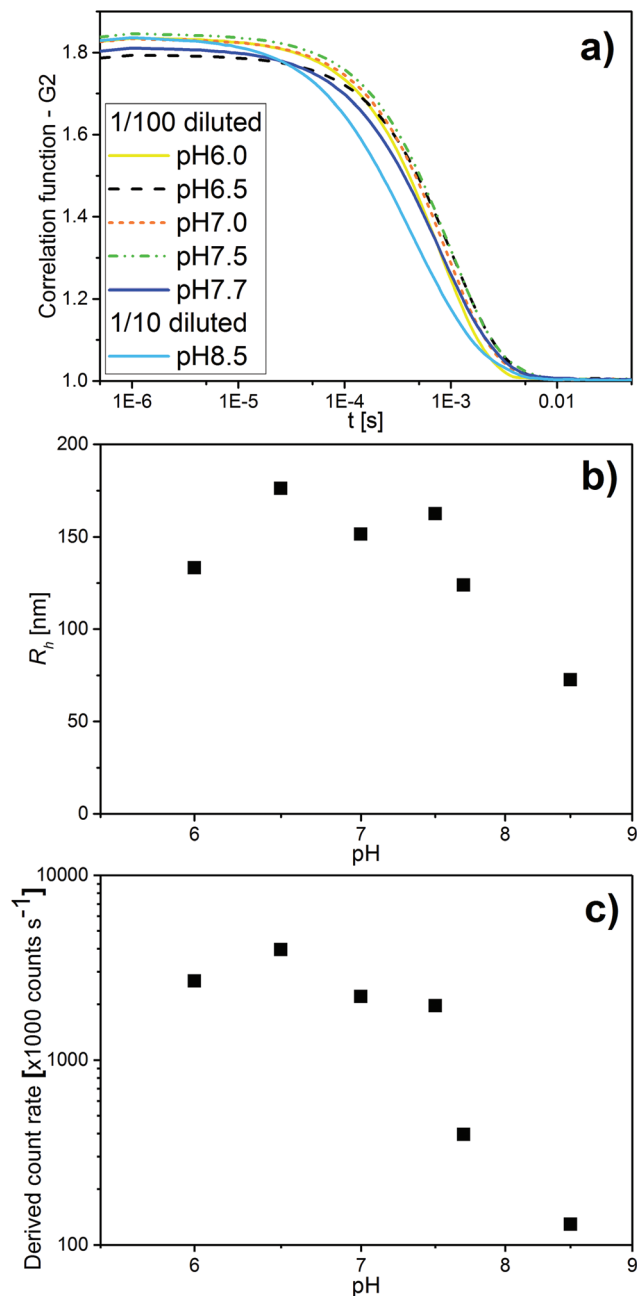 a)
Correlation function - G2
1.8
1.6
1.4
1.2
1.0
1/100 diluted
pH6.0
pH6.5
pH7.0
pH7.5
pH7.7
1/10 diluted
pH8.5
1E-6 1E-5 1E-4 1E-3 0.01
t [s]
b)
Rh [nm]
200
150
100
50
0
6 7 8 9
pH
c)
Derived count rate [x1000 counts s-1]
10000
1000
100
6 7 8 9
pH